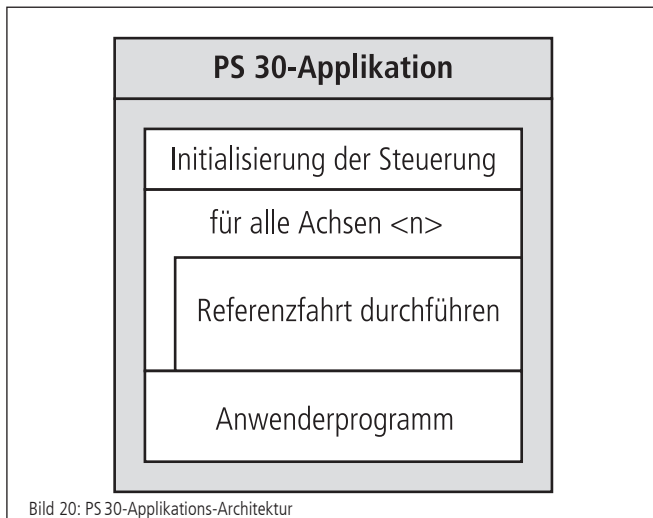 PS 30-Applikation
Initialisierung der Steuerung
für alle Achsen <n>
Referenzfahrt durchführen
Anwenderprogramm
Bild 20: PS 30-Applikations-Architektur